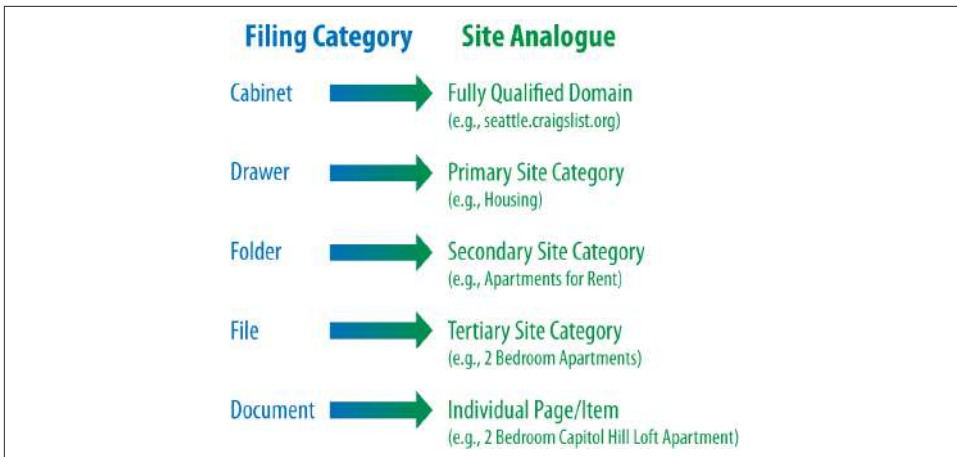 Filing Category Site Analogue
Cabinet Fully Qualified Domain
(e.g., seattle.craigslist.org)
Drawer Primary Site Category
(e.g., Housing)
Folder Secondary Site Category
(e.g., Apartments for Rent)
File Tertiary Site Category
(e.g., 2 Bedroom Apartments)
Document Individual Page/Item
(e.g., 2 Bedroom Capitol Hill Loft Apartment)